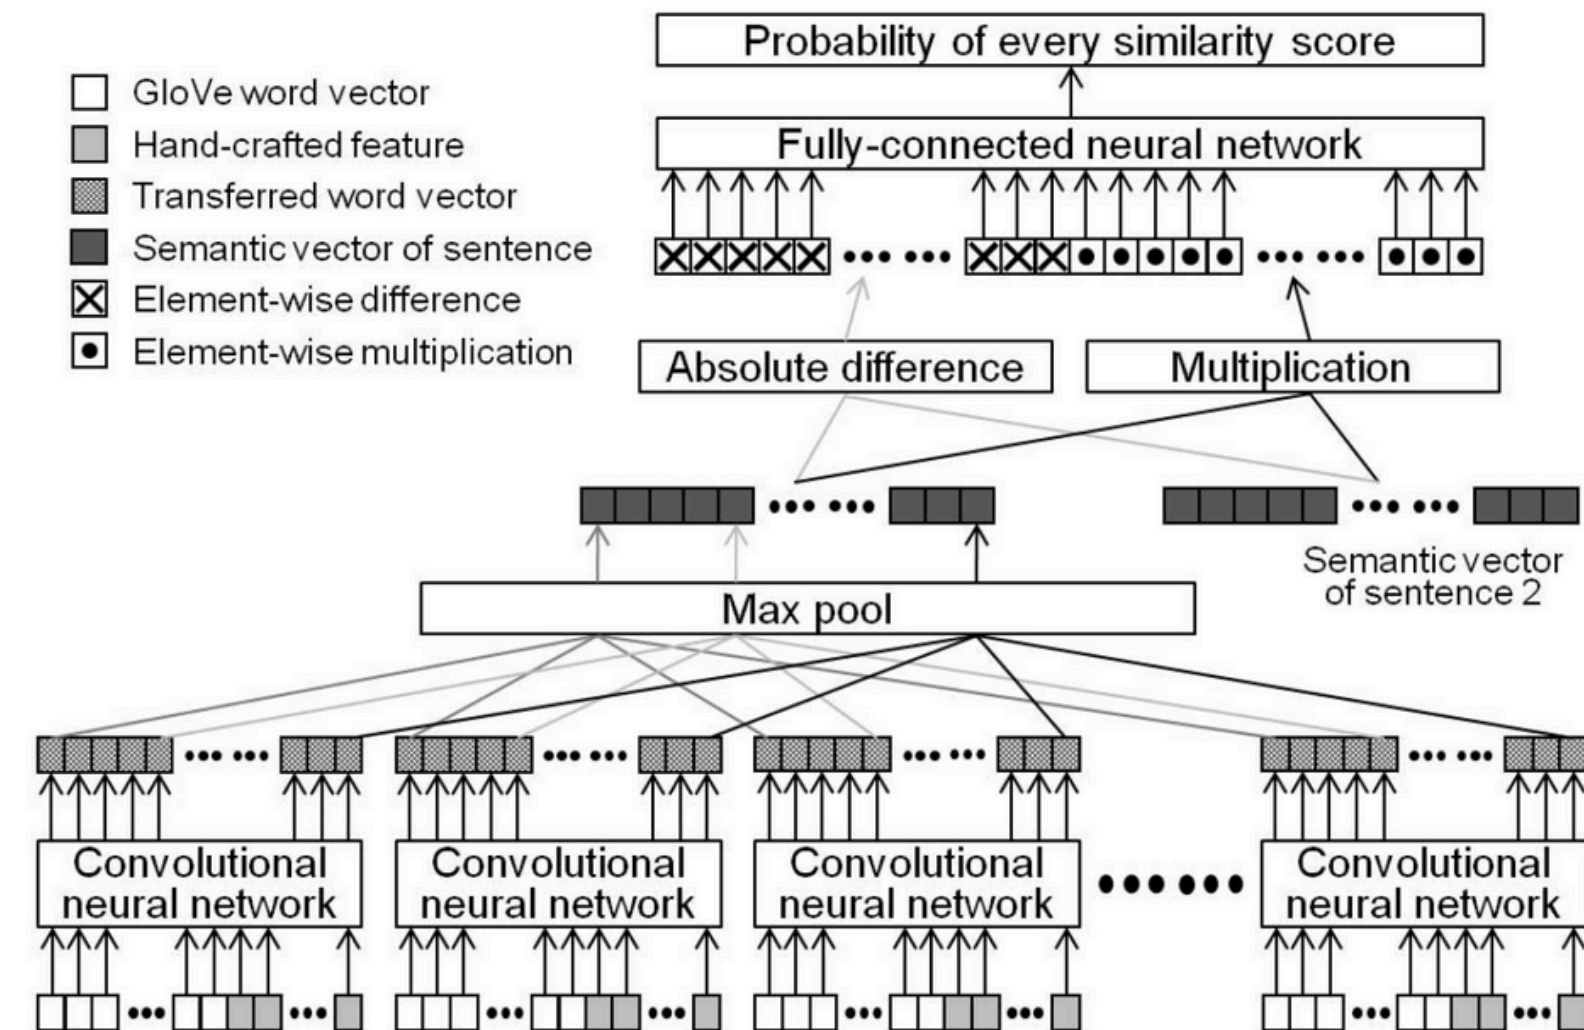 Probability of every similarity score
GloVe word vector
Hand-crafted feature
Transferred word vector
Semantic vector of sentence
Element-wise difference
Element-wise multiplication
Fully-connected neural network
Absolute difference
Multiplication
Semantic vector
of sentence 2
Max pool
Convolutional
neural network
Convolutional
neural network
Convolutional
neural network
Convolutional
neural network